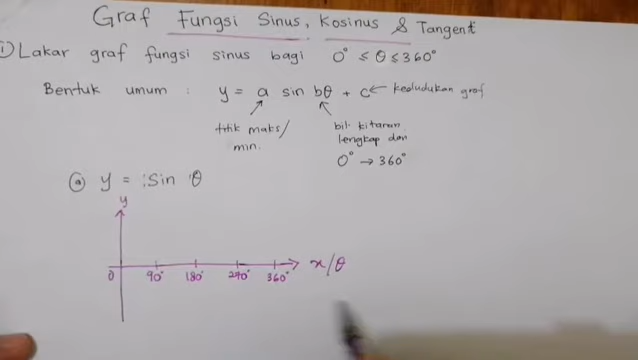 Graf Fungsi Sinus, Kosinus & Tangent
i) Lakar graf fungsi sinus bagi 0° ≤ θ ≤ 360°
Bentuk umum : y = a sin bθ + c ← kedudukan graf
titik maks/ min.
bil. kitaran lengkap dari 0° → 360°
ⓐ y = sin θ
y
0 90° 180° 270° 360° x/θ